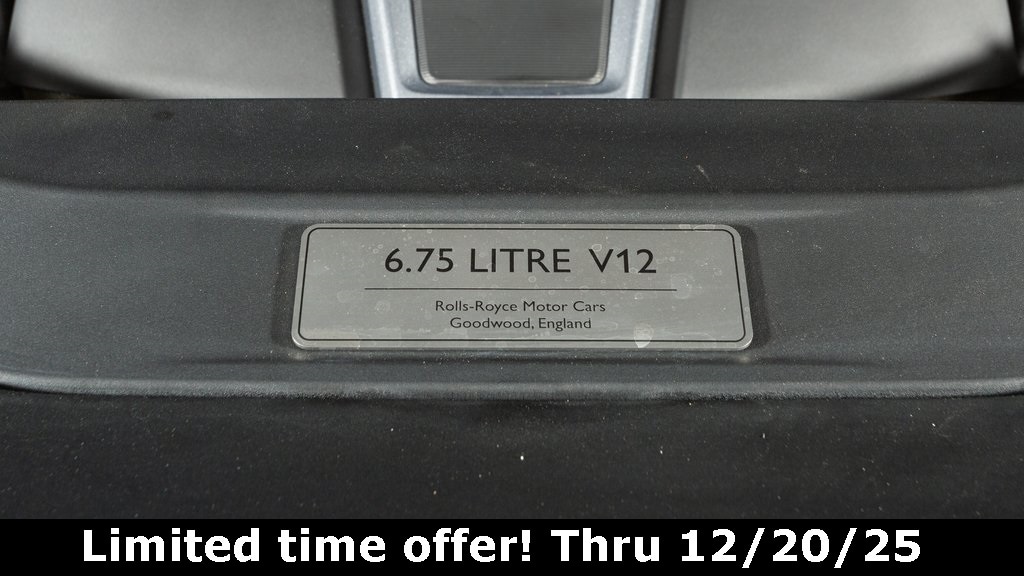 6.75 LITRE V12
Rolls-Royce Motor Cars
Goodwood, England
Limited time offer! Thru 12/20/25